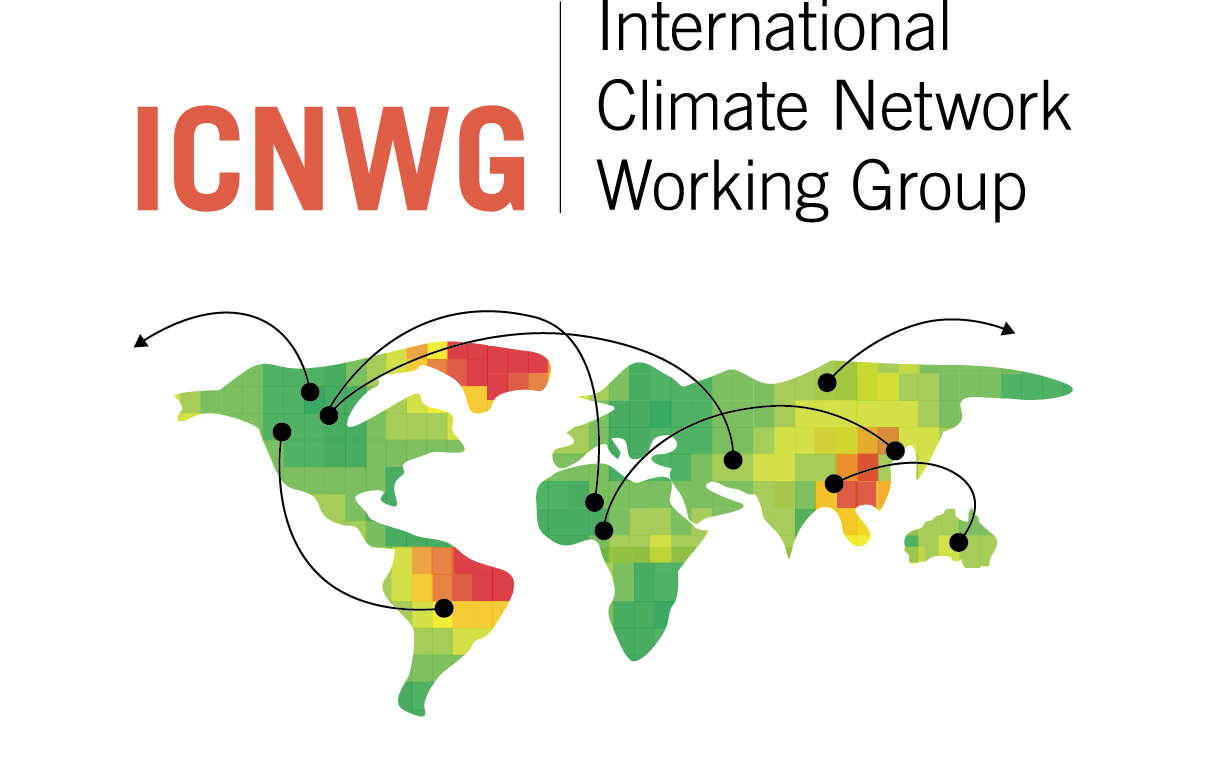 ICNWG
International
Climate Network
Working Group